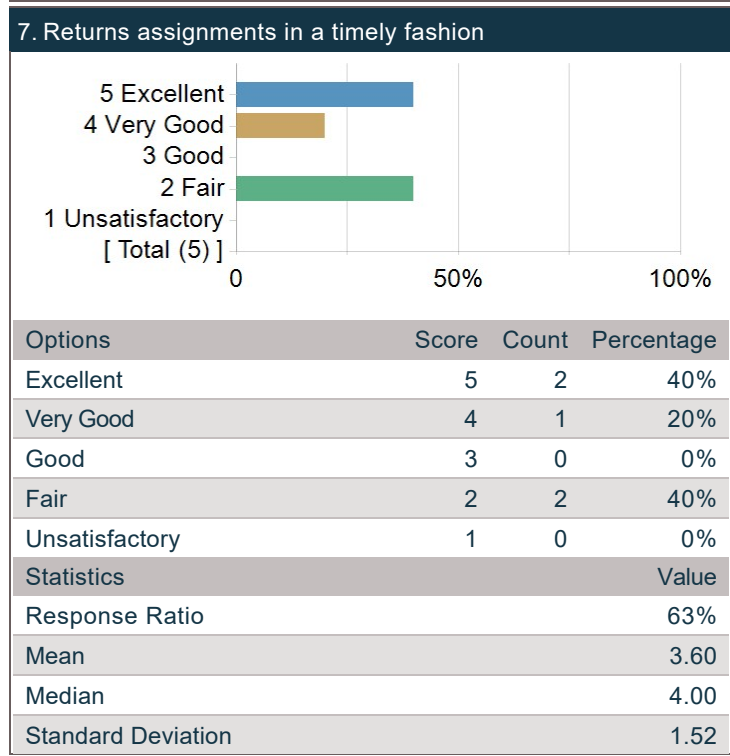 7. Returns assignments in a timely fashion
5 Excellent
4 Very Good
3 Good
2 Fair
1 Unsatisfactory
[ Total (5) ]
0 50% 100%
Options Score Count Percentage
Excellent 5 2 40%
Very Good 4 1 20%
Good 3 0 0%
Fair 2 2 40%
Unsatisfactory 1 0 0%
Statistics Value
Response Ratio 63%
Mean 3.60
Median 4.00
Standard Deviation 1.52